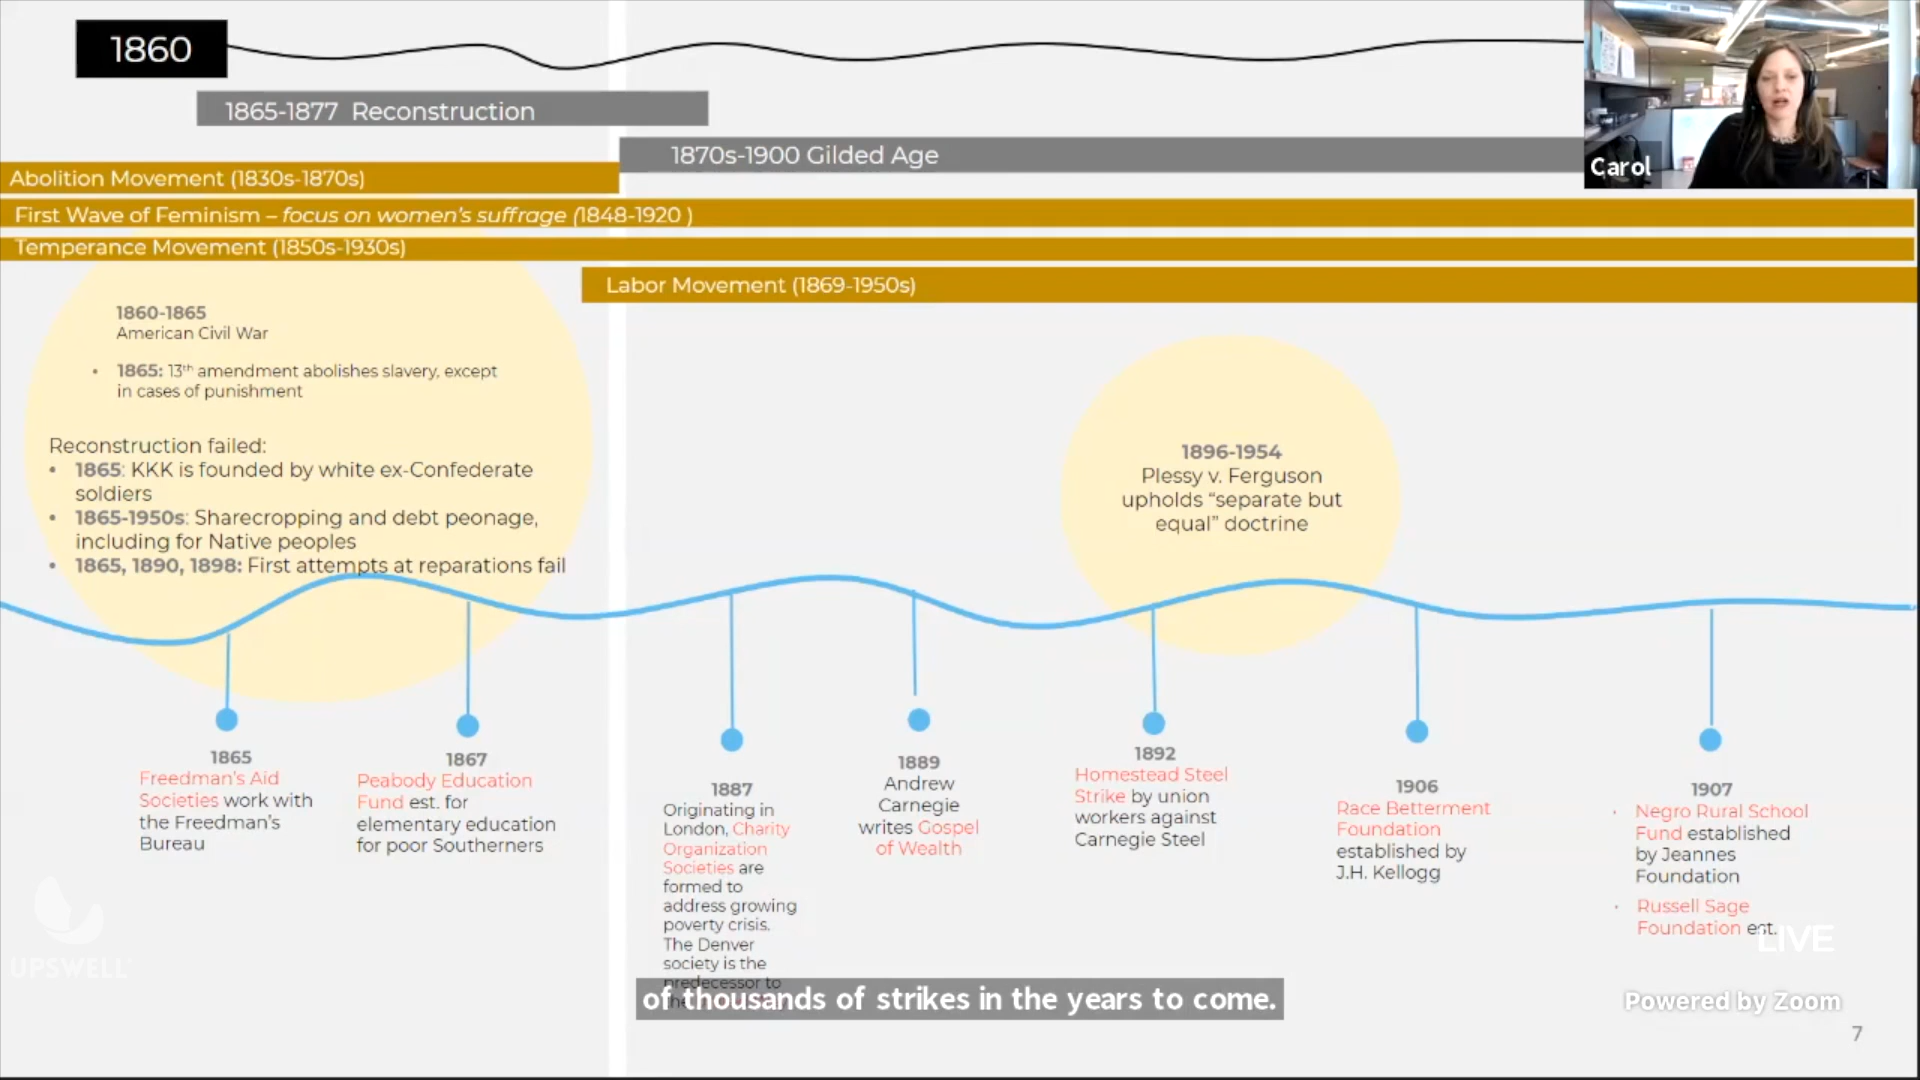 1860
1865-1877 Reconstruction
1870s-1900 Gilded Age
Carol
Abolition Movement (1830s-1870s)
First Wave of Feminism – focus on women's suffrage (1848-1920 )
Temperance Movement (1850s-1930s)
Labor Movement (1869-1950s)
1860-1865
American Civil War
• 1865: 13th amendment abolishes slavery, except
in cases of punishment
Reconstruction failed:
• 1865: KKK is founded by white ex-Confederate
soldiers
• 1865-1950s: Sharecropping and debt peonage,
including for Native peoples
• 1865, 1890, 1898: First attempts at reparations fail
1896-1954
Plessy v. Ferguson
upholds “separate but
equal” doctrine
1865
Freedman's Aid
Societies work with
the Freedman's
Bureau
1867
Peabody Education
Fund est. for
elementary education
for poor Southerners
1887
Originating in
London, Charity
Organization
Societies are
formed to
address growing
poverty crisis.
The Denver
society is the
predecessor to
1889
Andrew
Carnegie
writes Gospel
of Wealth
1892
Homestead Steel
Strike by union
workers against
Carnegie Steel
1906
Race Betterment
Foundation
established by
J.H. Kellogg
1907
· Negro Rural School
Fund established
by Jeannes
Foundation
· Russell Sage
Foundation est.
LIVE
UPSWELL
of thousands of strikes in the years to come.
Powered by Zoom
7